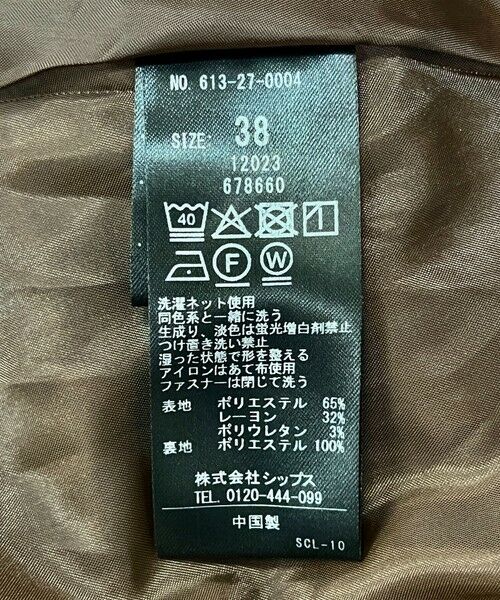 NO. 613-27-0004
SIZE: 38
12023
678660
40
F W
洗濯ネット使用
同色系と一緒に洗う
生成り、淡色は蛍光増白剤禁止
つけ置き洗い禁止
湿った状態で形を整える
アイロンはあて布使用
ファスナーは閉じて洗う
表地 ポリエステル 65%
レーヨン 32%
ポリウレタン 3%
裏地 ポリエステル 100%
株式会社シップス
TEL. 0120-444-099
中国製
SCL-10